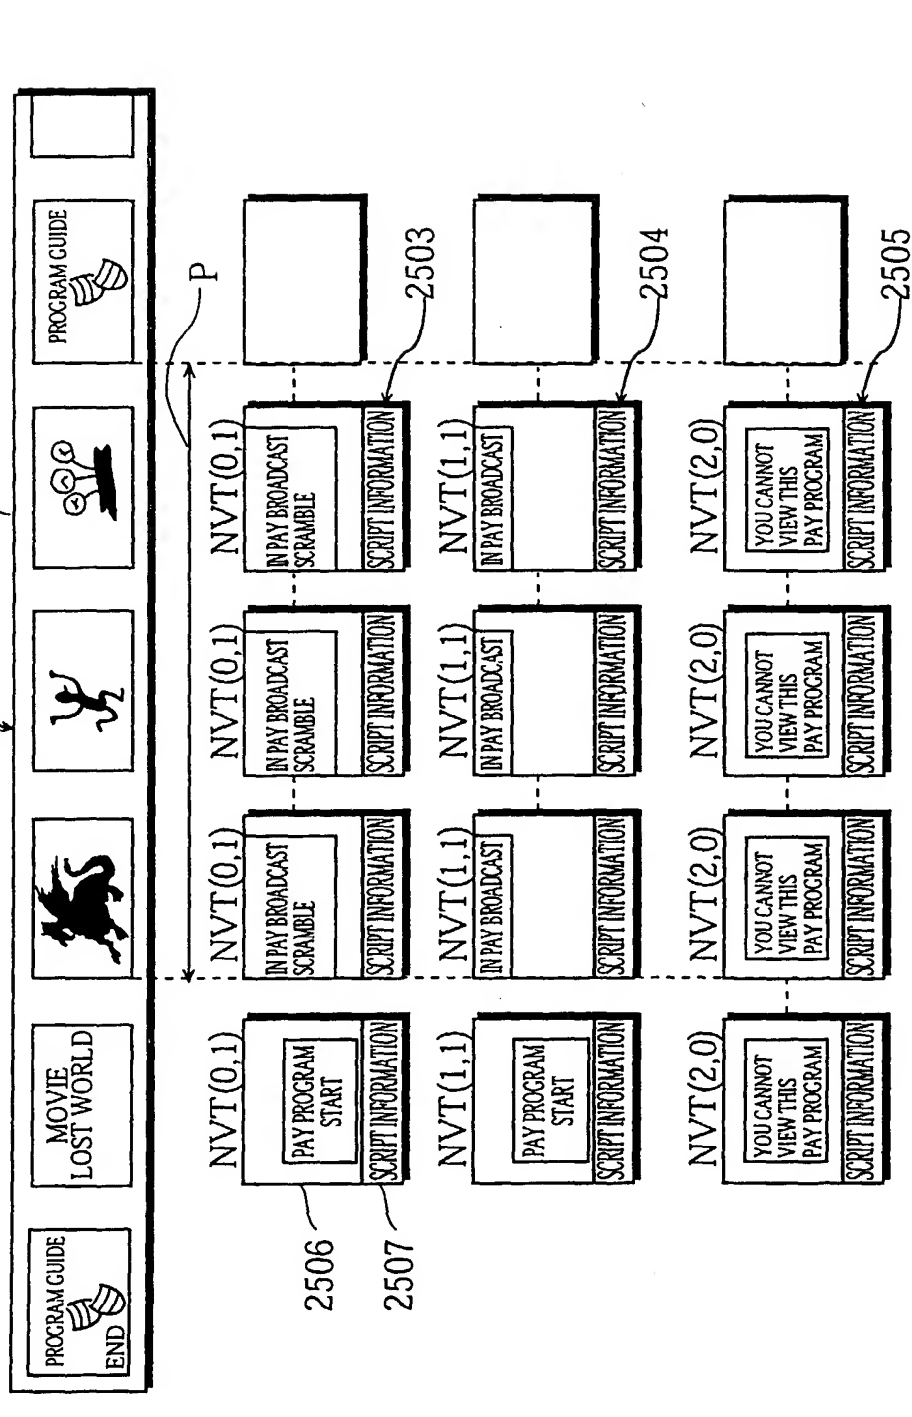 PROGRAM GUIDE
END
MOVIE
LOST WORLD
PROGRAM GUIDE
P
NVT(0,1)
PAY PROGRAM
START
SCRIPT INFORMATION
NVT(0,1)
IN PAY BROADCAST
SCRAMBLE
SCRIPT INFORMATION
NVT(0,1)
IN PAY BROADCAST
SCRAMBLE
SCRIPT INFORMATION
NVT(0,1)
IN PAY BROADCAST
SCRAMBLE
SCRIPT INFORMATION
2503
2506
2507
NVT(1,1)
PAY PROGRAM
START
SCRIPT INFORMATION
NVT(1,1)
IN PAY BROADCAST
SCRIPT INFORMATION
NVT(1,1)
IN PAY BROADCAST
SCRIPT INFORMATION
NVT(1,1)
IN PAY BROADCAST
SCRIPT INFORMATION
2504
NVT(2,0)
YOU CANNOT
VIEW THIS
PAY PROGRAM
SCRIPT INFORMATION
NVT(2,0)
YOU CANNOT
VIEW THIS
PAY PROGRAM
SCRIPT INFORMATION
NVT(2,0)
YOU CANNOT
VIEW THIS
PAY PROGRAM
SCRIPT INFORMATION
NVT(2,0)
YOU CANNOT
VIEW THIS
PAY PROGRAM
SCRIPT INFORMATION
2505